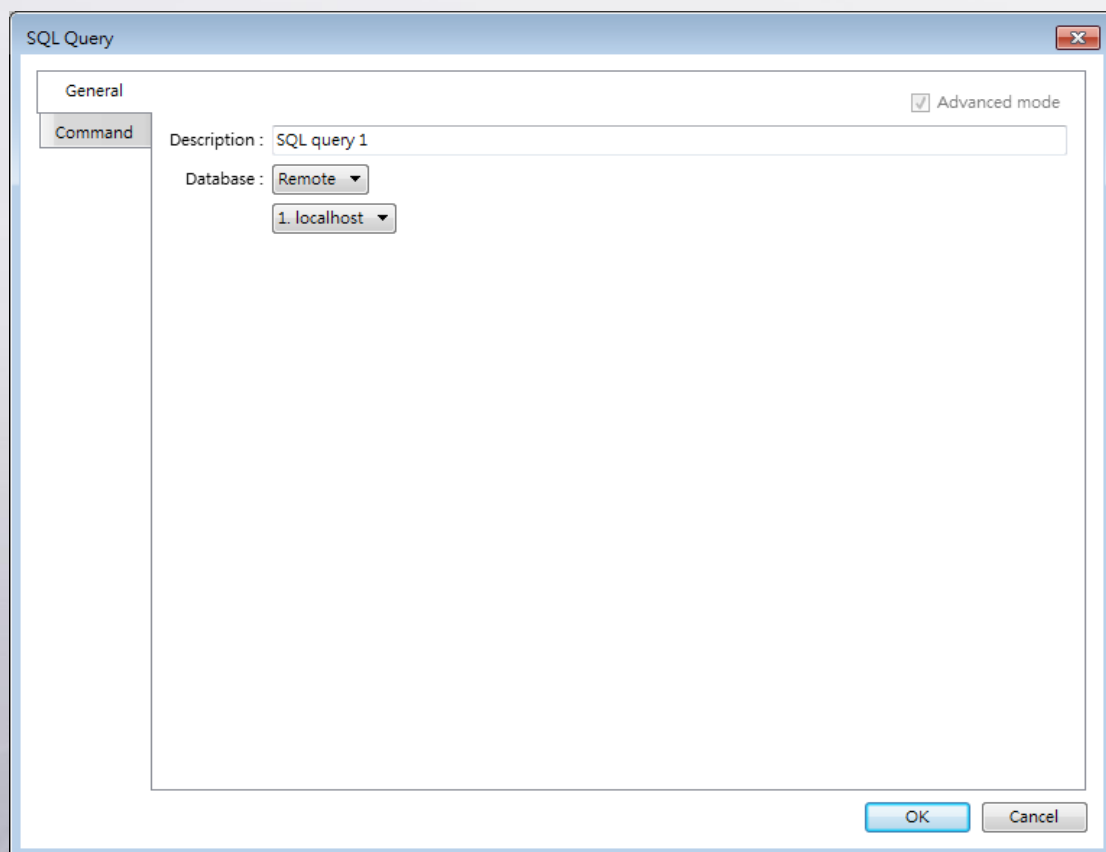 SQL Query
General
Advanced mode
Command
Description : SQL query 1
Database : Remote
1. localhost
OK Cancel